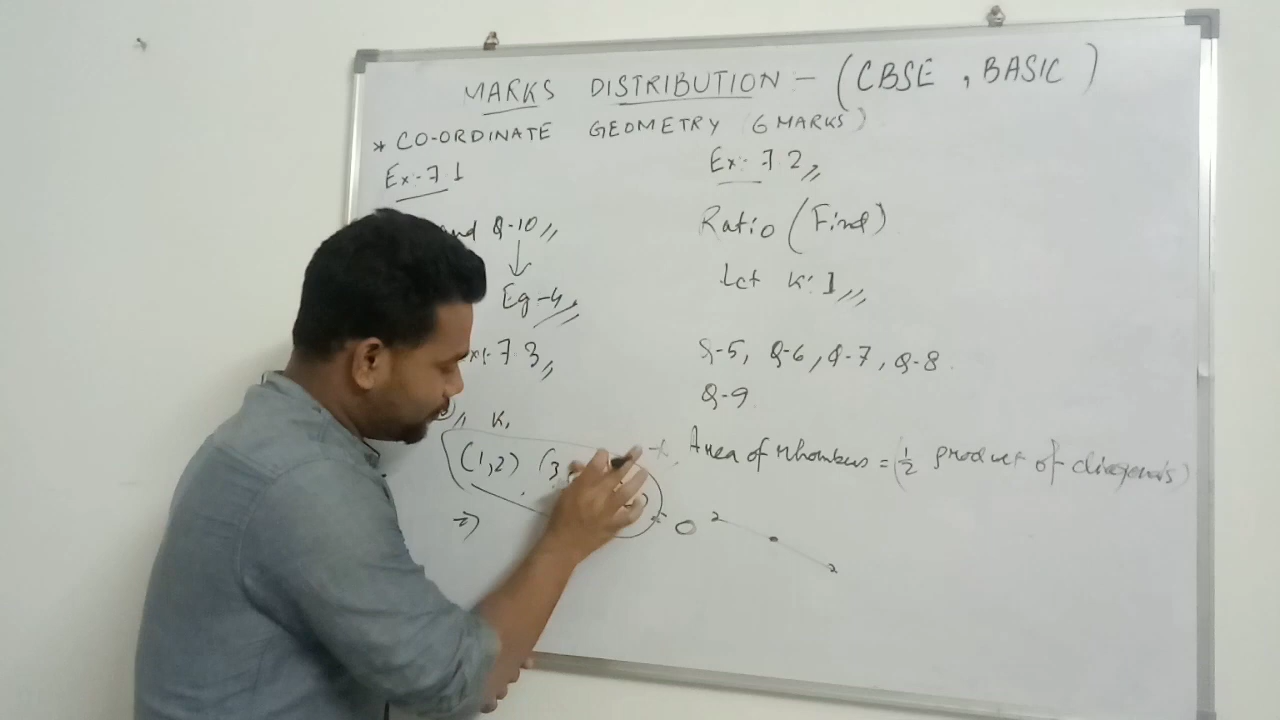 MARKS DISTRIBUTION :- (CBSE, BASIC)
* CO-ORDINATE GEOMETRY (6 MARKS)
Ex:- 7.1
Q-10,,
↓
Eg-4,,
7.3,,
K,
(1,2), (3,
= 0
=>
Ex:- 7.2,,
Ratio (Find)
Let K:1,,,
Q-5, Q-6, Q-7, Q-8.
Q-9
Area of rhombus = (1/2 product of diagonals)